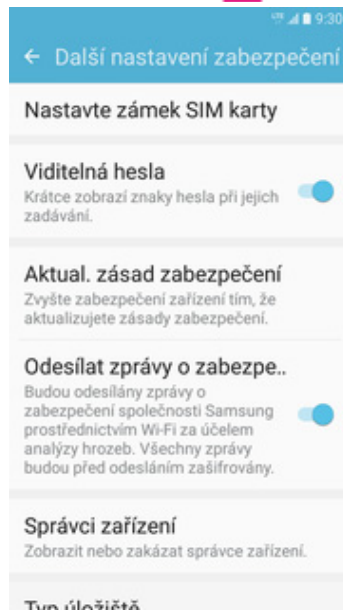 9:30
Další nastavení zabezpečení
Nastavte zámek SIM karty
Viditelná hesla
Krátce zobrazí znaky hesla při jejich
zadávání.
Aktual. zásad zabezpečení
Zvyšte zabezpečení zařízení tím, že
aktualizujete zásady zabezpečení.
Odesílat zprávy o zabezpe..
Budou odesílány zprávy o
zabezpečení společnosti Samsung
prostřednictvím Wi-Fi za účelem
analýzy hrozeb. Všechny zprávy
budou před odesláním zašifrovány.
Správci zařízení
Zobrazit nebo zakázat správce zařízení.
Typ úložiště